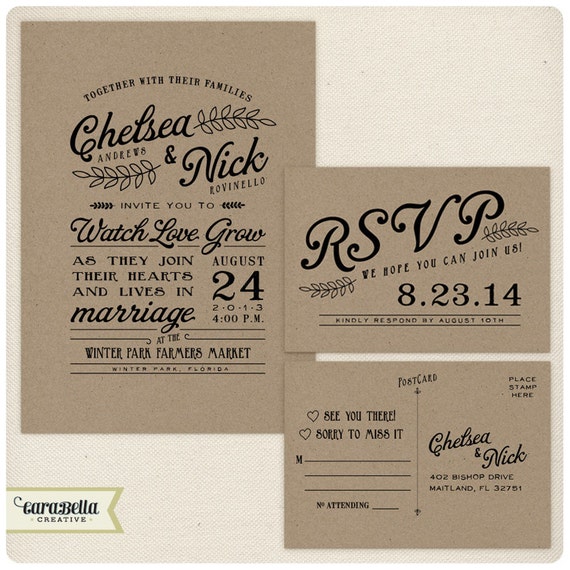 TOGETHER WITH THEIR FAMILIES
Chelsea
ANDREWS
& Nick
ROVINELLO
INVITE YOU TO
Watch Love Grow
AS THEY JOIN
THEIR HEARTS
AND LIVES IN
marriage
AUGUST
24
2·0·1·3
4:00 P.M.
AT THE
WINTER PARK FARMERS MARKET
WINTER PARK, FLORIDA
RSVP
WE HOPE YOU CAN JOIN US!
8.23.14
KINDLY RESPOND BY AUGUST 10TH
POSTCARD
PLACE
STAMP
HERE
SEE YOU THERE!
SORRY TO MISS IT
M
Nº ATTENDING
Chelsea
& Nick
402 BISHOP DRIVE
MAITLAND, FL 32751
CaraBella
CREATIVE